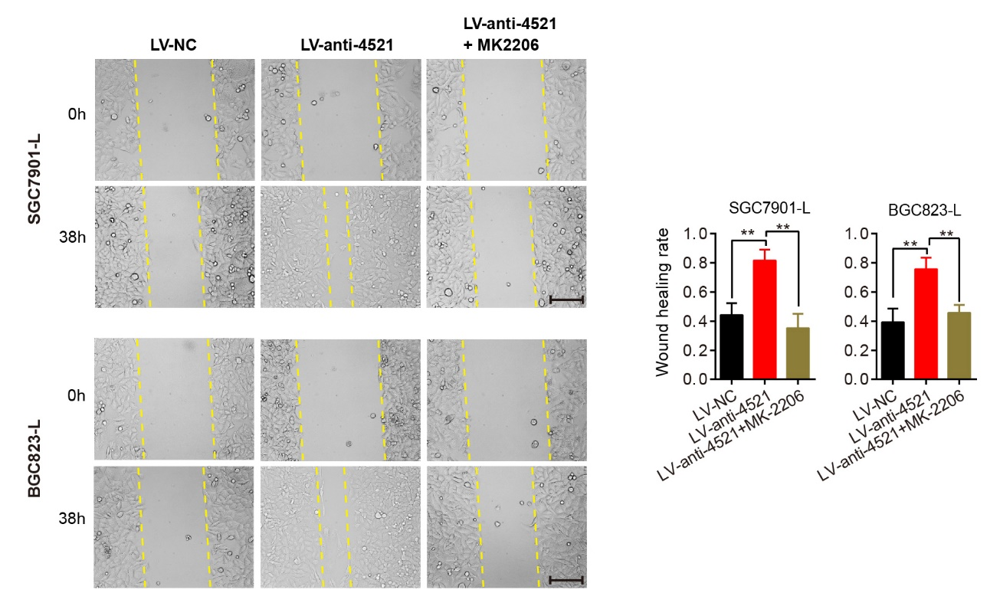 LV-NC
LV-anti-4521
LV-anti-4521
+ MK2206
SGC7901-L
0h
38h
BGC823-L
0h
38h
SGC7901-L
Wound healing rate
1.0
0.8
0.6
0.4
0.2
0.0
**
**
LV-NC
LV-anti-4521
LV-anti-4521+MK-2206
BGC823-L
1.0
0.8
0.6
0.4
0.2
0.0
**
**
LV-NC
LV-anti-4521
LV-anti-4521+MK-2206